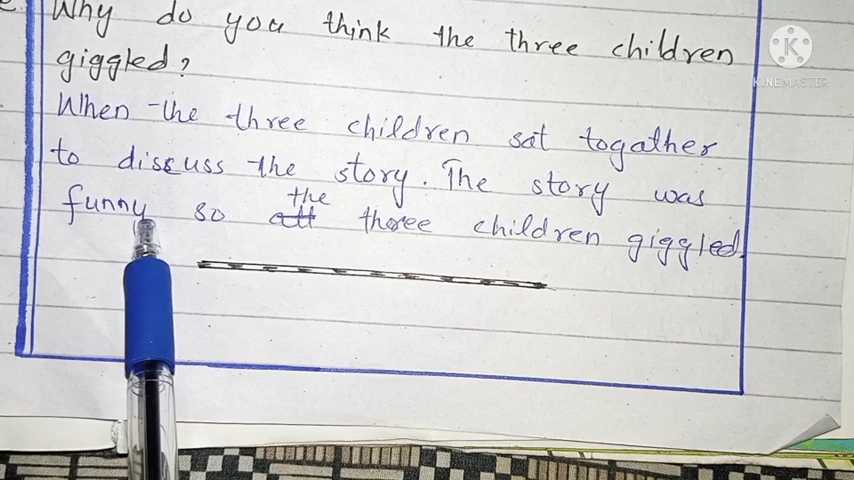 Why do you think the three children
giggled?
When the three children sat togather
to discuss the story. The story was
funny so the three children giggled.
K
KINEMASTER